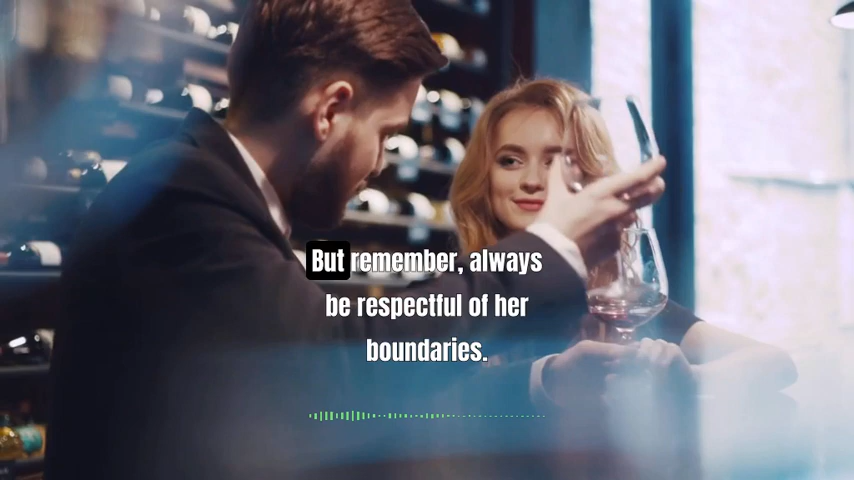 But remember, always
be respectful of her
boundaries.